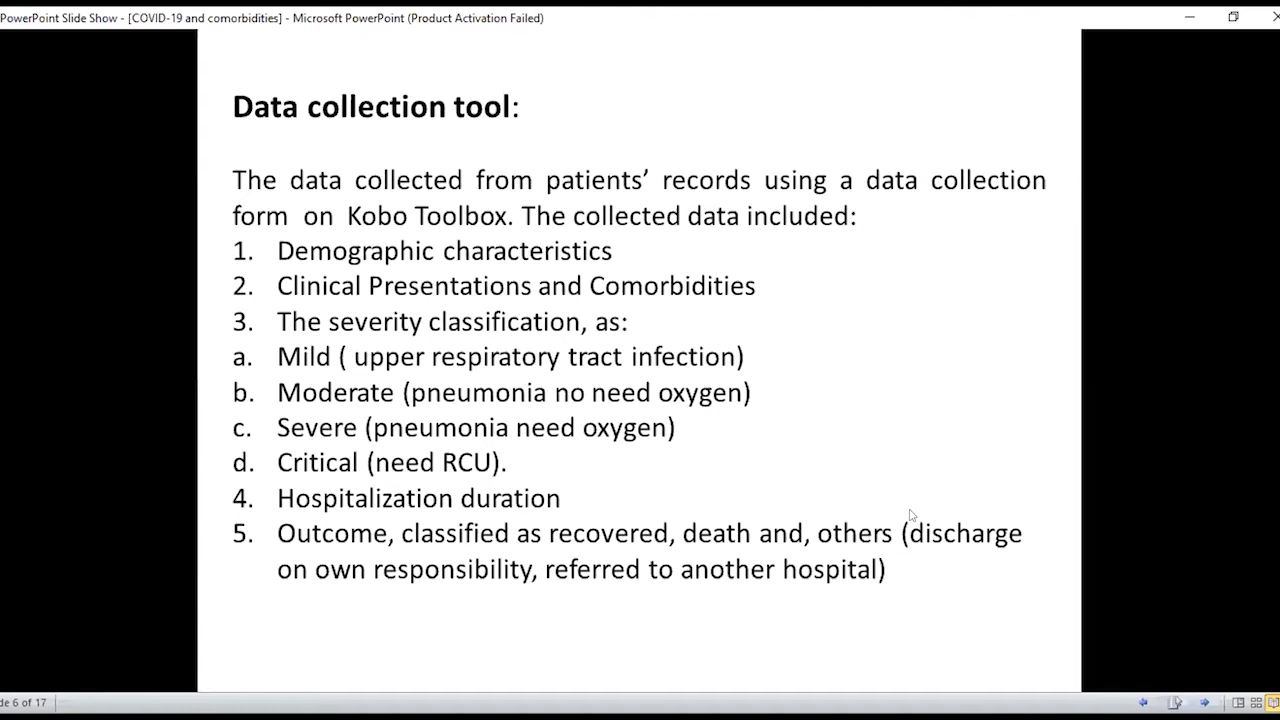 PowerPoint Slide Show - [COVID-19 and comorbidities] - Microsoft PowerPoint (Product Activation Failed)
Data collection tool:
The data collected from patients’ records using a data collection
form on Kobo Toolbox. The collected data included:
1. Demographic characteristics
2. Clinical Presentations and Comorbidities
3. The severity classification, as:
a. Mild ( upper respiratory tract infection)
b. Moderate (pneumonia no need oxygen)
c. Severe (pneumonia need oxygen)
d. Critical (need RCU).
4. Hospitalization duration
5. Outcome, classified as recovered, death and, others (discharge
on own responsibility, referred to another hospital)
de 6 of 17